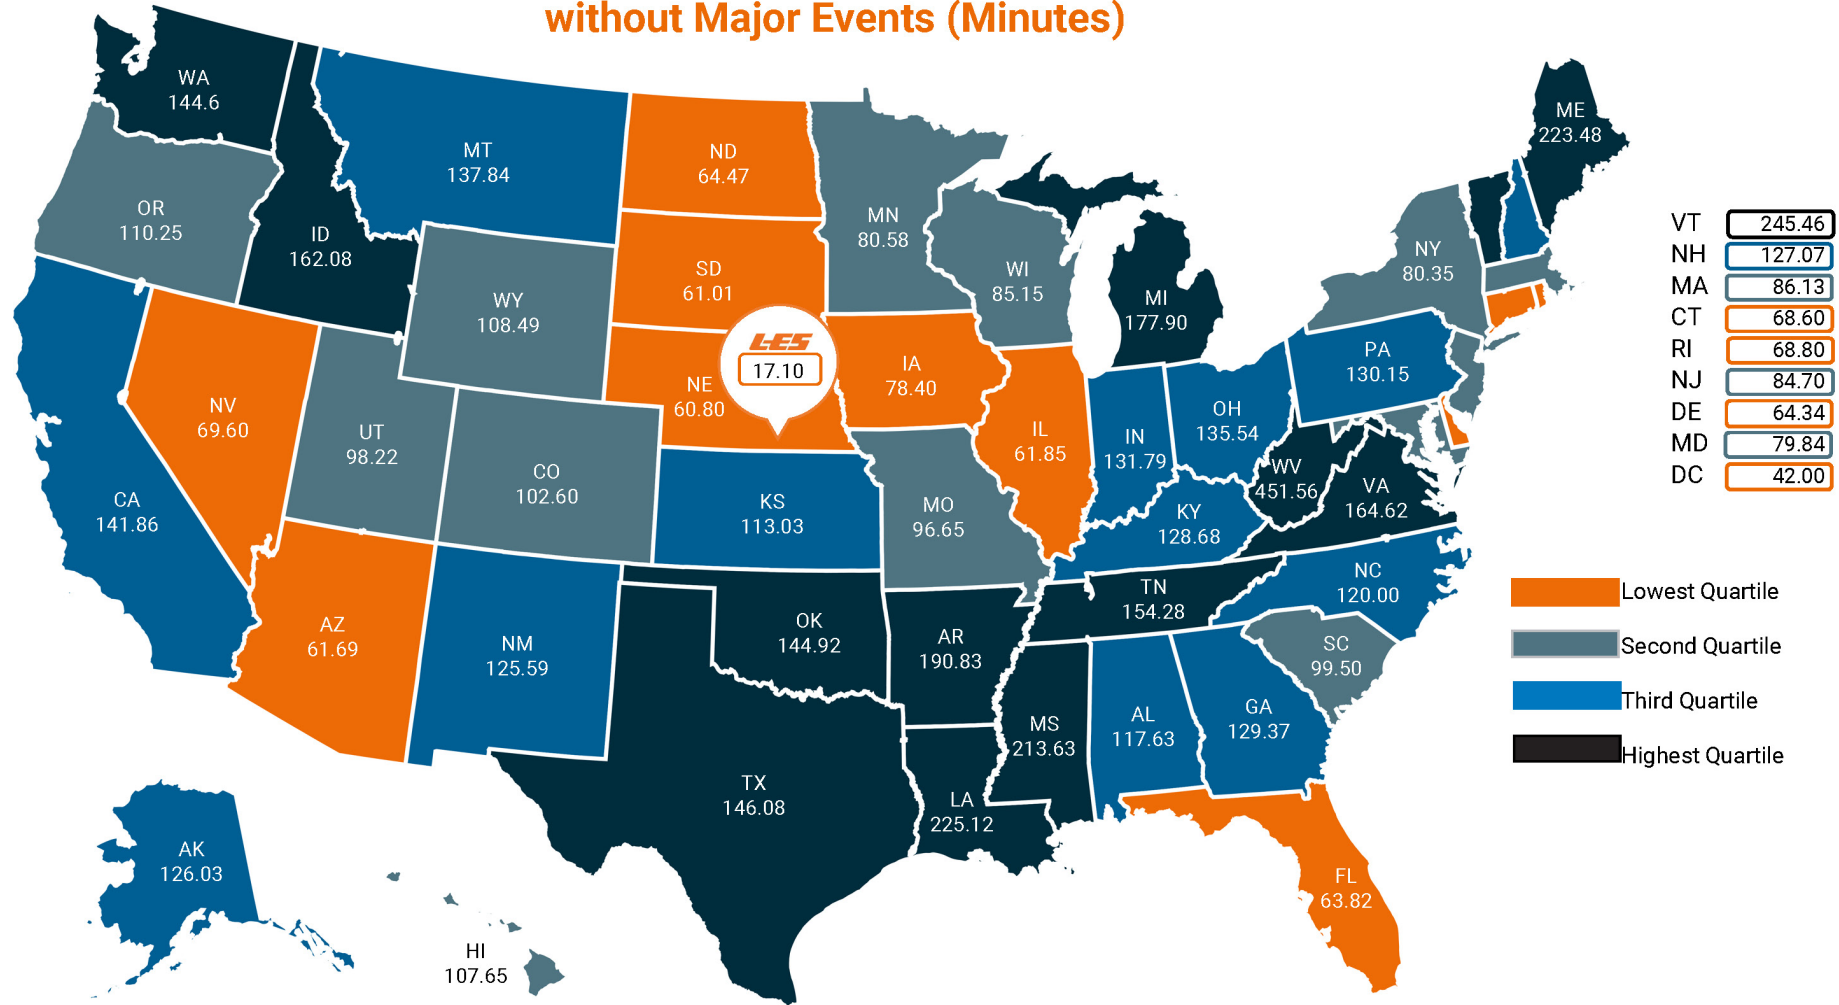 without Major Events (Minutes)
WA
144.6
MT
137.84
ND
64.47
OR
110.25
ID
162.08
MN
80.58
ME
223.48
SD
61.01
WY
108.49
WI
85.15
MI
177.90
NY
80.35
VT 245.46
NH 127.07
MA 86.13
CT 68.60
RI 68.80
NJ 84.70
DE 64.34
MD 79.84
DC 42.00
LES
17.10
NE
60.80
IA
78.40
PA
130.15
NV
69.60
UT
98.22
CO
102.60
IL
61.85
IN
131.79
OH
135.54
CA
141.86
KS
113.03
MO
96.65
WV
451.56
VA
164.62
KY
128.68
AZ
61.69
NM
125.59
OK
144.92
AR
190.83
TN
154.28
NC
120.00
SC
99.50
TX
146.08
LA
225.12
MS
213.63
AL
117.63
GA
129.37
FL
63.82
AK
126.03
HI
107.65
Lowest Quartile
Second Quartile
Third Quartile
Highest Quartile